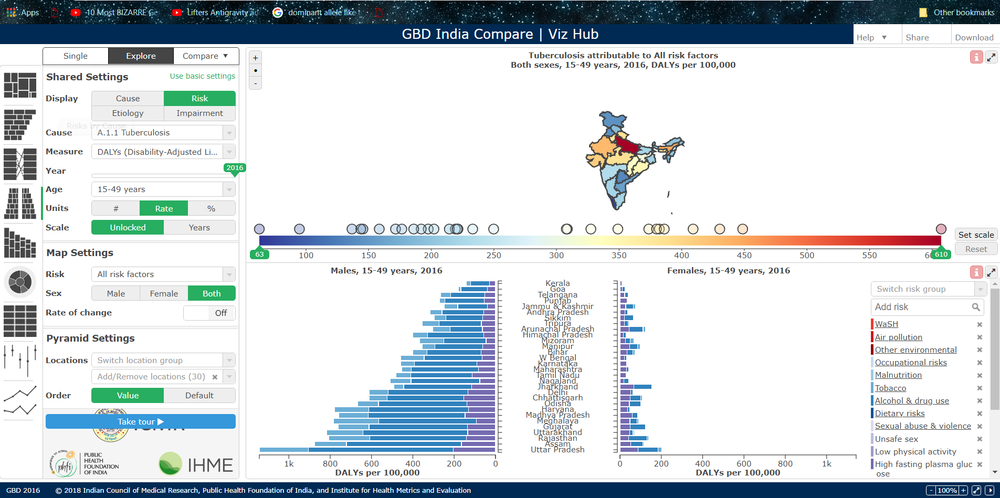 Apps
10 Most BIZARRE Ge
Lifters Antigravity a
dominant allele like
Other bookmarks
GBD India Compare | Viz Hub
Help ▼
Share
Download
Single
Explore
Compare ▼
Shared Settings
Use basic settings
Display
Cause
Risk
Etiology
Impairment
Risks by Cause
Cause
A.1.1 Tuberculosis
Measure
DALYs (Disability-Adjusted Li...
Year
2016
Age
15-49 years
Units
#
Rate
%
Scale
Unlocked
Years
Map Settings
Risk
All risk factors
Sex
Male
Female
Both
Rate of change
Off
Pyramid Settings
Locations
Switch location group
Add/Remove locations (30)
Order
Value
Default
Take tour ▶
phfi
PUBLIC
HEALTH
FOUNDATION
OF INDIA
IHME
+
-
Tuberculosis attributable to All risk factors
Both sexes, 15-49 years, 2016, DALYs per 100,000
63
100
150
200
250
300
350
400
450
500
550
610
Set scale
Reset
Males, 15-49 years, 2016
Females, 15-49 years, 2016
Kerala
Goa
Telangana
Punjab
Jammu & Kashmir
Andhra Pradesh
Sikkim
Tripura
Arunachal Pradesh
Himachal Pradesh
Mizoram
Manipur
Bihar
W Bengal
Karnataka
Maharashtra
Tamil Nadu
Nagaland
Jharkhand
Delhi
Chhattisgarh
Odisha
Haryana
Madhya Pradesh
Meghalaya
Gujarat
Uttarakhand
Rajasthan
Assam
Uttar Pradesh
1k 800 600 400 200 0
0 200 400 600 800 1k
DALYs per 100,000
DALYs per 100,000
Switch risk group
Add risk
WaSH
Air pollution
Other environmental
Occupational risks
Malnutrition
Tobacco
Alcohol & drug use
Dietary risks
Sexual abuse & violence
Unsafe sex
Low physical activity
High fasting plasma gluc
ose
GBD 2016
© 2018 Indian Council of Medical Research, Public Health Foundation of India, and Institute for Health Metrics and Evaluation
- 100% +